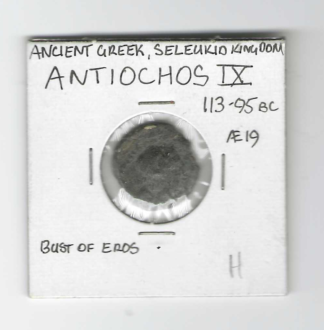 ANCIENT GREEK, SELEUKID KINGDOM
ANTIOCHOS IX
113-95 BC
Æ19
BUST OF EROS
H